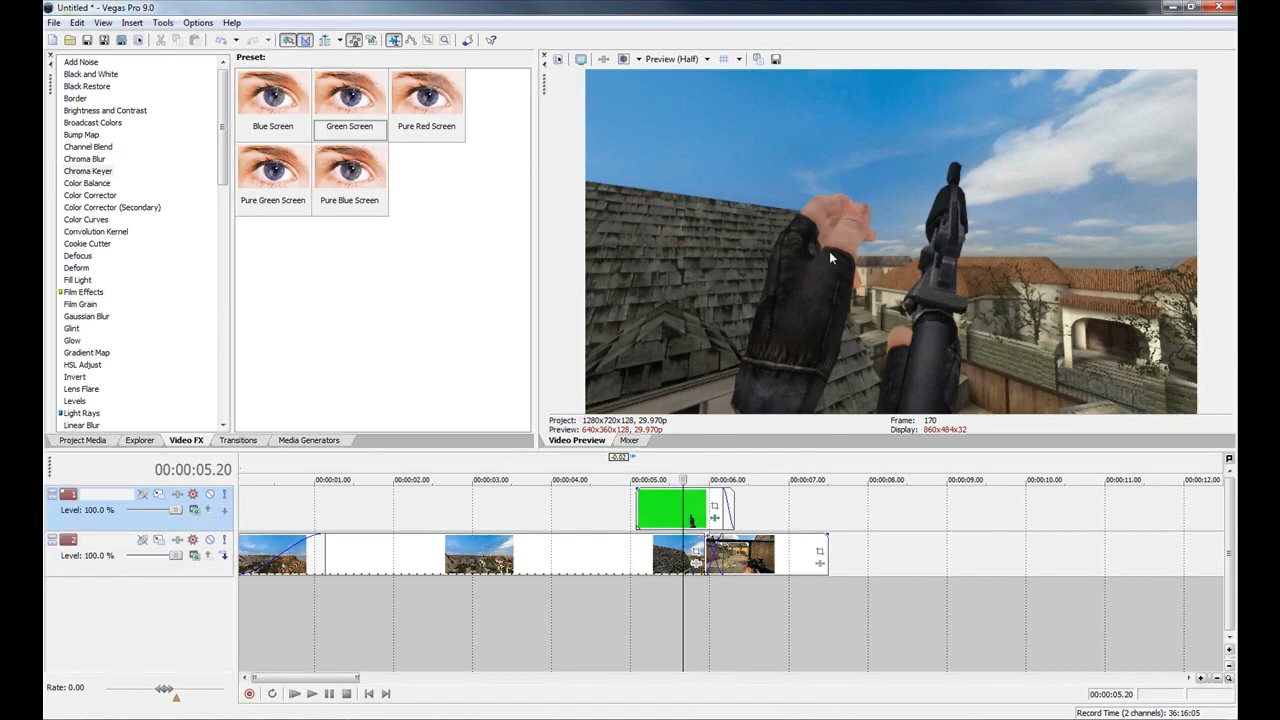 Untitled * - Vegas Pro 9.0
File Edit View Insert Tools Options Help
Preset:
Preview (Half)
Add Noise
Black and White
Black Restore
Border
Brightness and Contrast
Broadcast Colors
Bump Map
Channel Blend
Chroma Blur
Chroma Keyer
Color Balance
Color Corrector
Color Corrector (Secondary)
Color Curves
Convolution Kernel
Cookie Cutter
Defocus
Deform
Fill Light
Film Effects
Film Grain
Gaussian Blur
Glint
Glow
Gradient Map
HSL Adjust
Invert
Lens Flare
Levels
Light Rays
Linear Blur
Blue Screen Green Screen Pure Red Screen
Pure Green Screen Pure Blue Screen
Project: 1280x720x128, 29.970p
Preview: 640x360x128, 29.970p
Frame: 170
Display: 860x484x32
Project Media Explorer Video FX Transitions Media Generators
Video Preview Mixer
-0.02
00:00:05.20
00:00:01.00 00:00:02.00 00:00:03.00 00:00:04.00 00:00:05.00 00:00:06.00 00:00:07.00 00:00:08.00 00:00:09.00 00:00:10.00 00:00:11.00 00:00:12.00
1
Level: 100.0 %
2
Level: 100.0 %
Rate: 0.00
00:00:05.20
Record Time (2 channels): 36:16:05